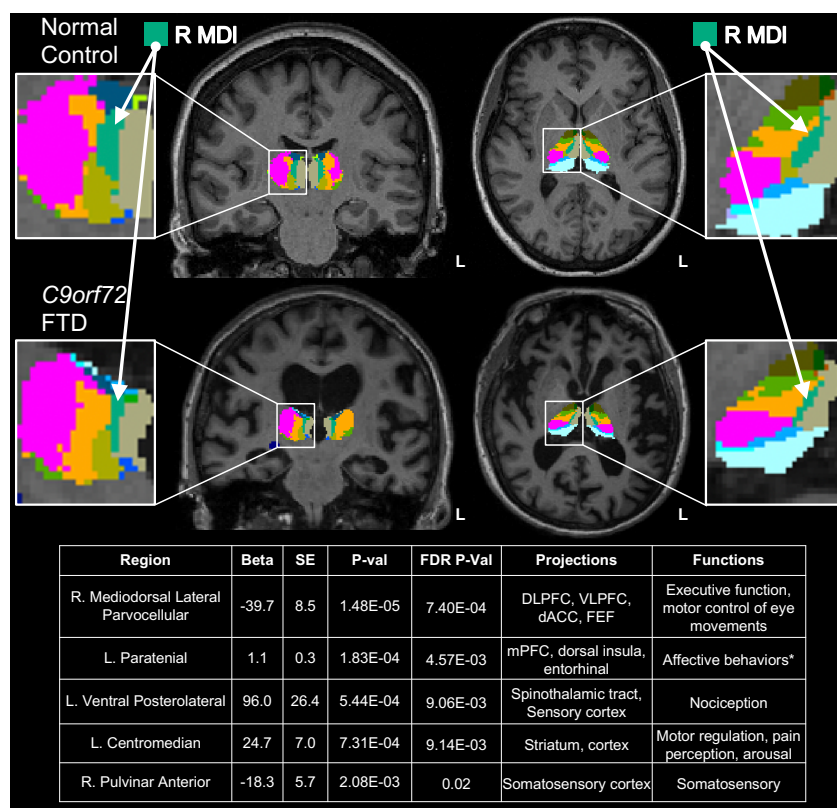 Normal
Control
R MDI
R MDI
L
L
C9orf72
FTD
L
L
Region Beta SE P-val FDR P-Val Projections Functions
R. Mediodorsal Lateral
Parvocellular -39.7 8.5 1.48E-05 7.40E-04 DLPFC, VLPFC,
dACC, FEF Executive function,
motor control of eye
movements
L. Paratenial 1.1 0.3 1.83E-04 4.57E-03 mPFC, dorsal insula,
entorhinal Affective behaviors*
L. Ventral Posterolateral 96.0 26.4 5.44E-04 9.06E-03 Spinothalamic tract,
Sensory cortex Nociception
L. Centromedian 24.7 7.0 7.31E-04 9.14E-03 Striatum, cortex Motor regulation, pain
perception, arousal
R. Pulvinar Anterior -18.3 5.7 2.08E-03 0.02 Somatosensory cortex Somatosensory